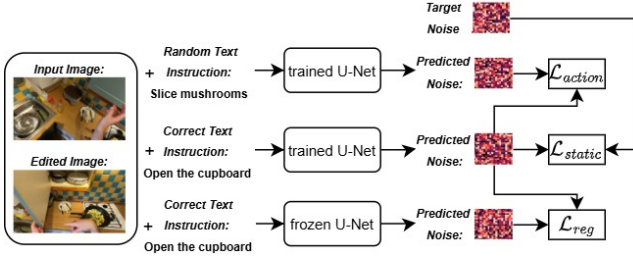 Target
Noise
Input Image:
Edited Image:
+ Random Text
Instruction:
Slice mushrooms
trained U-Net
Predicted
Noise:
ℒaction
+ Correct Text
Instruction:
Open the cupboard
trained U-Net
Predicted
Noise:
ℒstatic
+ Correct Text
Instruction:
Open the cupboard
frozen U-Net
Predicted
Noise:
ℒreg